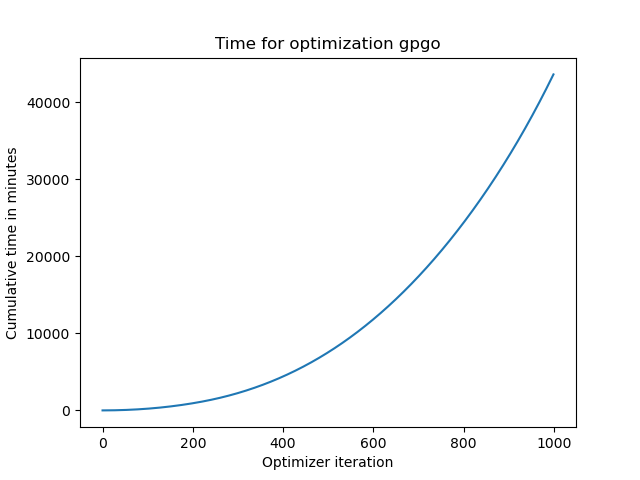 Time for optimization gpgo
Cumulative time in minutes
40000
30000
20000
10000
0
0 200 400 600 800 1000
Optimizer iteration